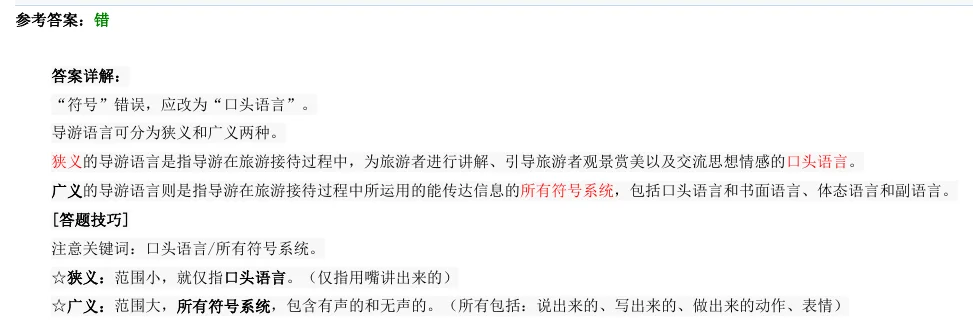 参考答案：错
答案详解：
“符号”错误，应改为“口头语言”。
导游语言可分为狭义和广义两种。
狭义的导游语言是指导游在旅游接待过程中，为旅游者进行讲解、引导旅游者观景赏美以及交流思想情感的口头语言。
广义的导游语言则是指导游在旅游接待过程中所运用的能传达信息的所有符号系统，包括口头语言和书面语言、体态语言和副语言。
[答题技巧]
注意关键词：口头语言/所有符号系统。
☆狭义：范围小，就仅指口头语言。（仅指用嘴讲出来的）
☆广义：范围大，所有符号系统，包含有声的和无声的。（所有包括：说出来的、写出来的、做出来的动作、表情）